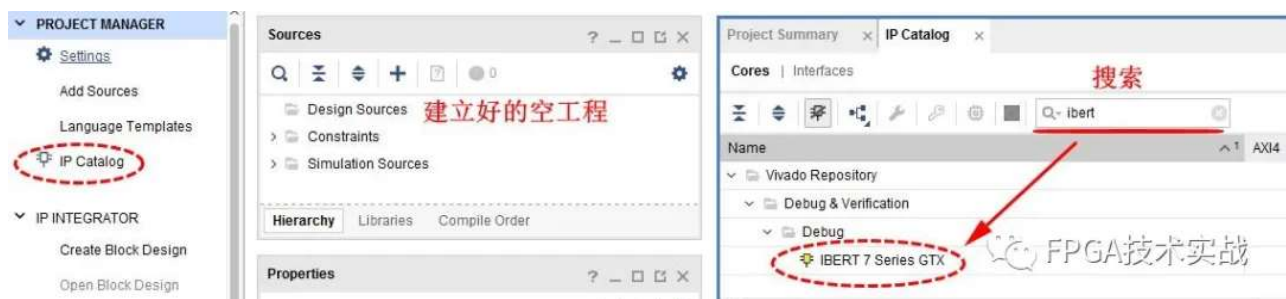 PROJECT MANAGER
Settings
Add Sources
Language Templates
IP Catalog
IP INTEGRATOR
Create Block Design
Open Block Design
Sources
? _
0
Design Sources
建立好的空工程
Constraints
Simulation Sources
Hierarchy Libraries Compile Order
Properties
? _
Project Summary × IP Catalog ×
Cores | Interfaces
搜索
ibert
Name ^1 AXI4
Vivado Repository
Debug & Verification
Debug
IBERT 7 Series GTX
FPGA技术实战